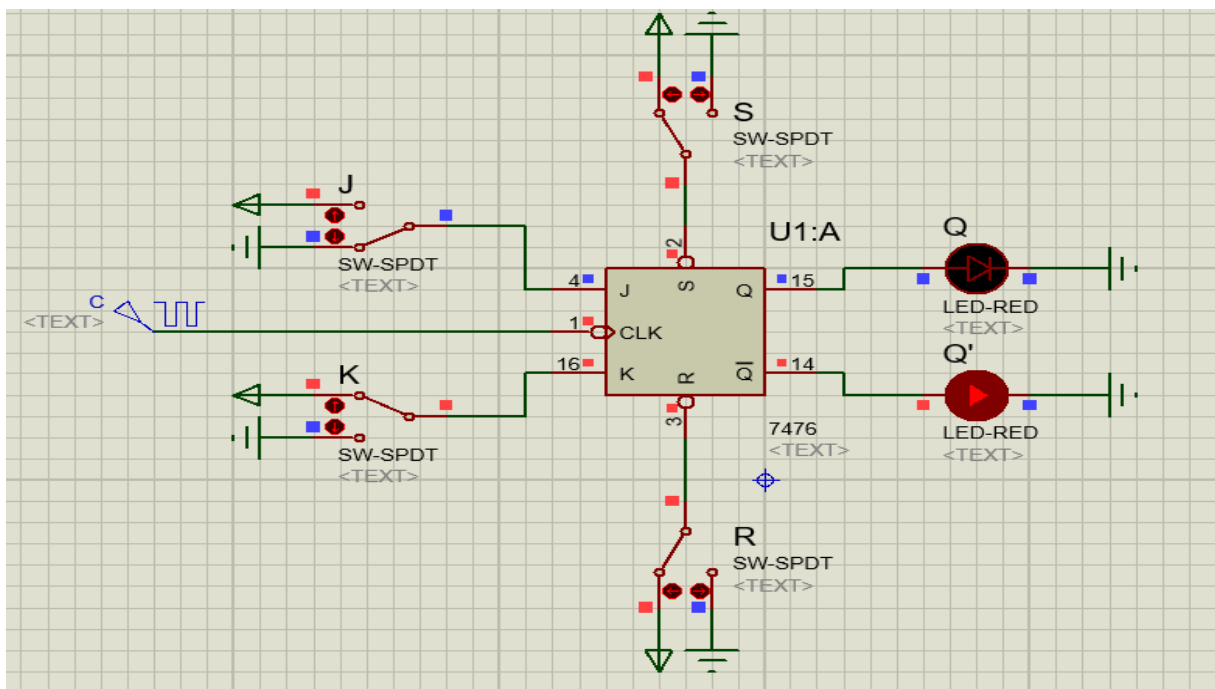 S
SW-SPDT
<TEXT>
J
SW-SPDT
<TEXT>
C
<TEXT>
K
SW-SPDT
<TEXT>
U1:A
2
S
4
J
Q
15
1
CLK
16
K
R
Q
14
3
7476
<TEXT>
Q
LED-RED
<TEXT>
Q'
LED-RED
<TEXT>
R
SW-SPDT
<TEXT>